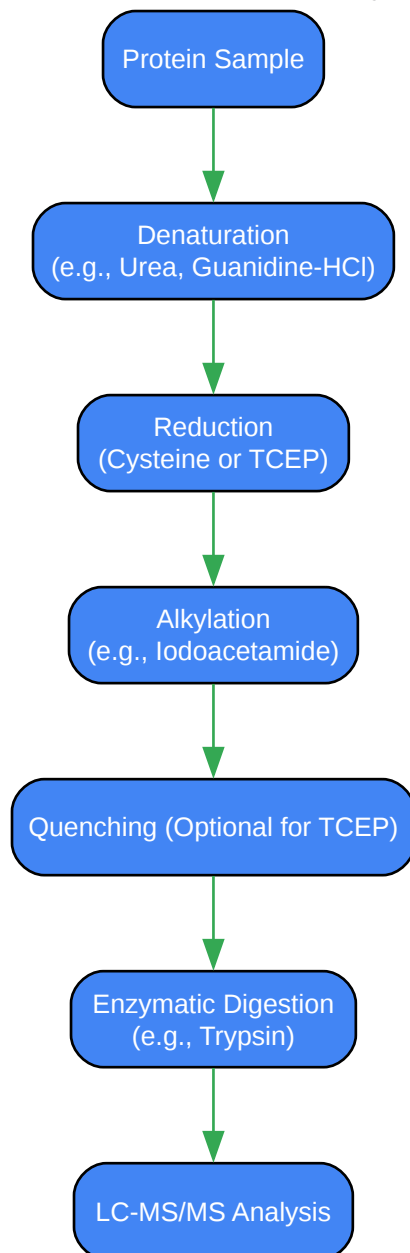 Protein Sample
Denaturation
(e.g., Urea, Guanidine-HCl)
Reduction
(Cysteine or TCEP)
Alkylation
(e.g., Iodoacetamide)
Quenching (Optional for TCEP)
Enzymatic Digestion
(e.g., Trypsin)
LC-MS/MS Analysis